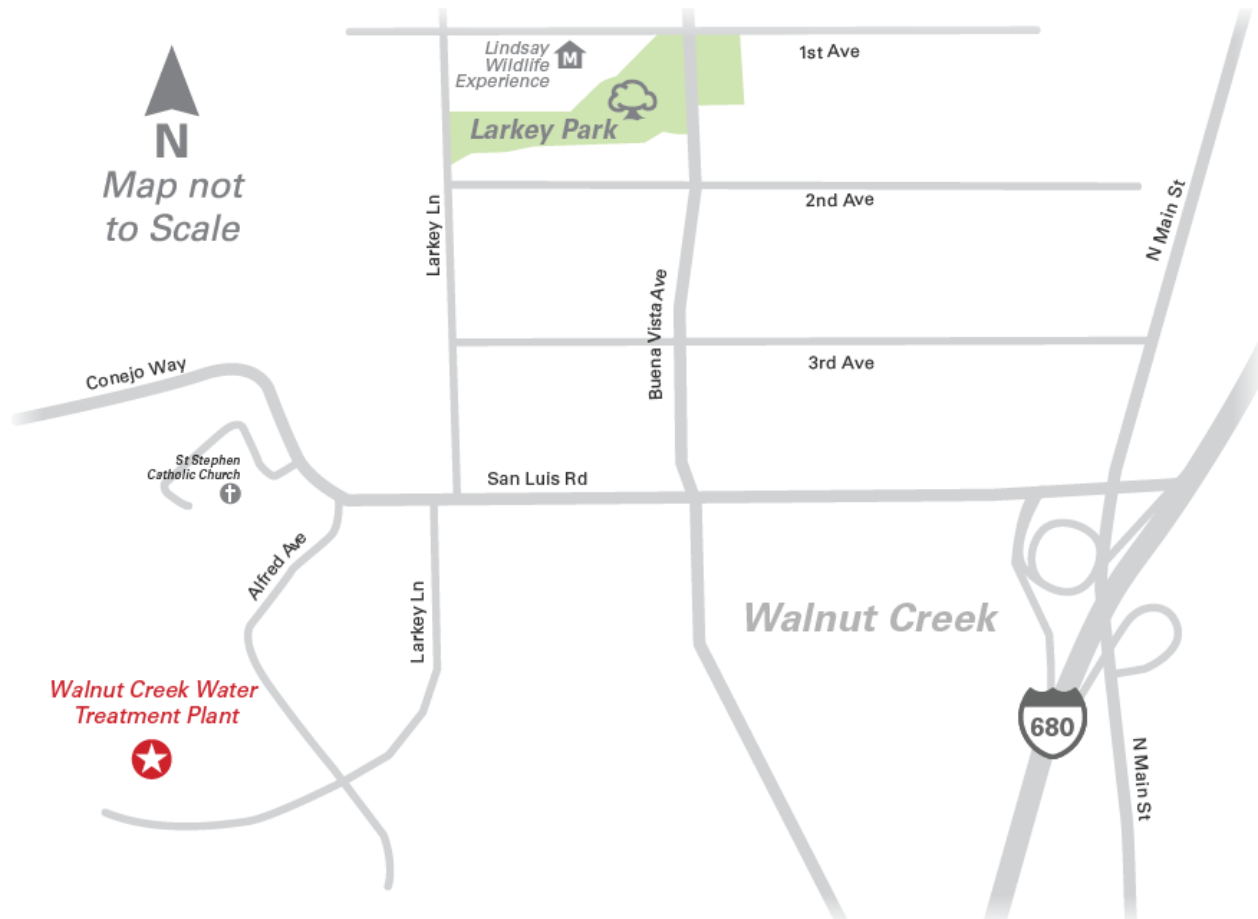 Lindsay
Wildlife
Experience
M
1st Ave
Larkey Park
N
Map not
to Scale
2nd Ave
N Main St
Larkey Ln
Buena Vista Ave
3rd Ave
Conejo Way
St Stephen
Catholic Church
San Luis Rd
Alfred Ave
Larkey Ln
Walnut Creek
Walnut Creek Water
Treatment Plant
680
N Main St